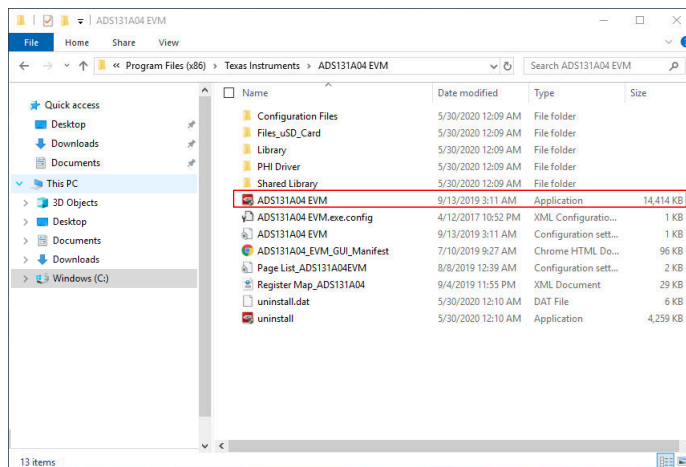 ADS131A04 EVM
File Home Share View
« Program Files (x86) › Texas Instruments › ADS131A04 EVM Search ADS131A04 EVM
Name Date modified Type Size
Quick access
Desktop
Downloads
Documents
This PC
3D Objects
Desktop
Documents
Downloads
Windows (C:)
Configuration Files 5/30/2020 12:09 AM File folder
Files_uSD_Card 5/30/2020 12:09 AM File folder
Library 5/30/2020 12:09 AM File folder
PHI Driver 5/30/2020 12:09 AM File folder
Shared Library 5/30/2020 12:09 AM File folder
ADS131A04 EVM 9/13/2019 3:11 AM Application 14,414 KB
ADS131A04 EVM.exe.config 4/12/2017 10:52 PM XML Configuratio... 1 KB
ADS131A04 EVM 9/13/2019 3:11 AM Configuration sett... 1 KB
ADS131A04_EVM_GUI_Manifest 7/10/2019 9:27 AM Chrome HTML Do... 96 KB
Page List_ADS131A04EVM 8/8/2019 12:39 AM Configuration sett... 2 KB
Register Map_ADS131A04 9/4/2019 11:55 PM XML Document 29 KB
uninstall.dat 5/30/2020 12:10 AM DAT File 6 KB
uninstall 5/30/2020 12:10 AM Application 4,259 KB
13 items